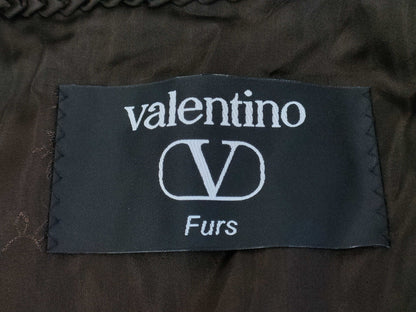 valentino
V
Furs